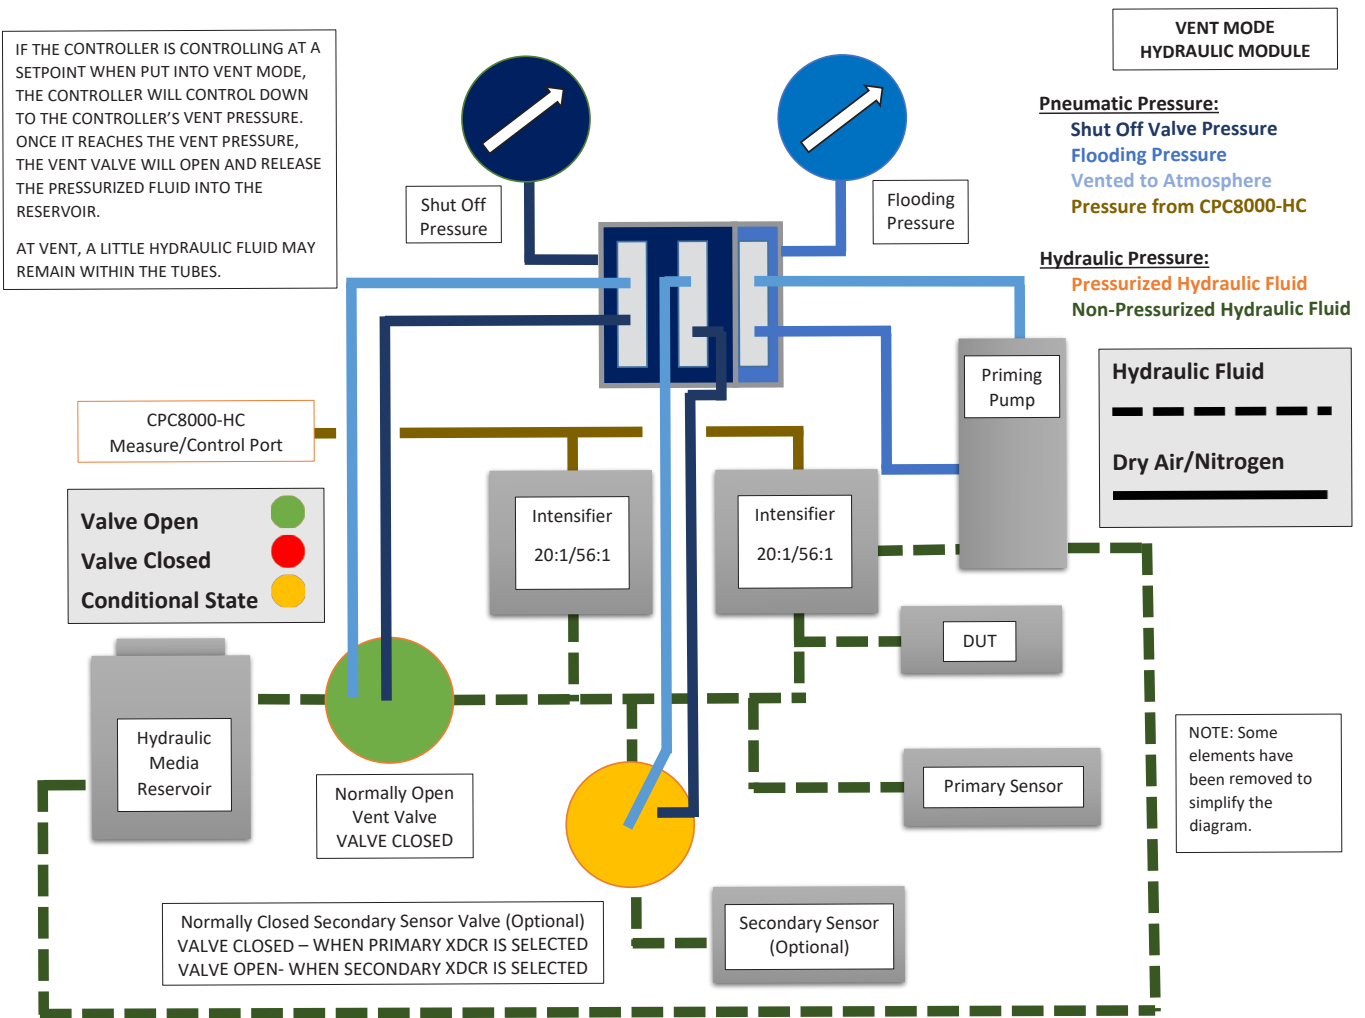 IF THE CONTROLLER IS CONTROLLING AT A
SETPOINT WHEN PUT INTO VENT MODE,
THE CONTROLLER WILL CONTROL DOWN
TO THE CONTROLLER’S VENT PRESSURE.
ONCE IT REACHES THE VENT PRESSURE,
THE VENT VALVE WILL OPEN AND RELEASE
THE PRESSURIZED FLUID INTO THE
RESERVOIR.
AT VENT, A LITTLE HYDRAULIC FLUID MAY
REMAIN WITHIN THE TUBES.
Shut Off
Pressure
Flooding
Pressure
VENT MODE
HYDRAULIC MODULE
Pneumatic Pressure:
Shut Off Valve Pressure
Flooding Pressure
Vented to Atmosphere
Pressure from CPC8000-HC
Hydraulic Pressure:
Pressurized Hydraulic Fluid
Non-Pressurized Hydraulic Fluid
Hydraulic Fluid
Dry Air/Nitrogen
Priming
Pump
CPC8000-HC
Measure/Control Port
Valve Open
Valve Closed
Conditional State
Intensifier
20:1/56:1
Intensifier
20:1/56:1
DUT
Hydraulic
Media
Reservoir
Normally Open
Vent Valve
VALVE CLOSED
Primary Sensor
NOTE: Some
elements have
been removed to
simplify the
diagram.
Normally Closed Secondary Sensor Valve (Optional)
VALVE CLOSED – WHEN PRIMARY XDCR IS SELECTED
VALVE OPEN- WHEN SECONDARY XDCR IS SELECTED
Secondary Sensor
(Optional)